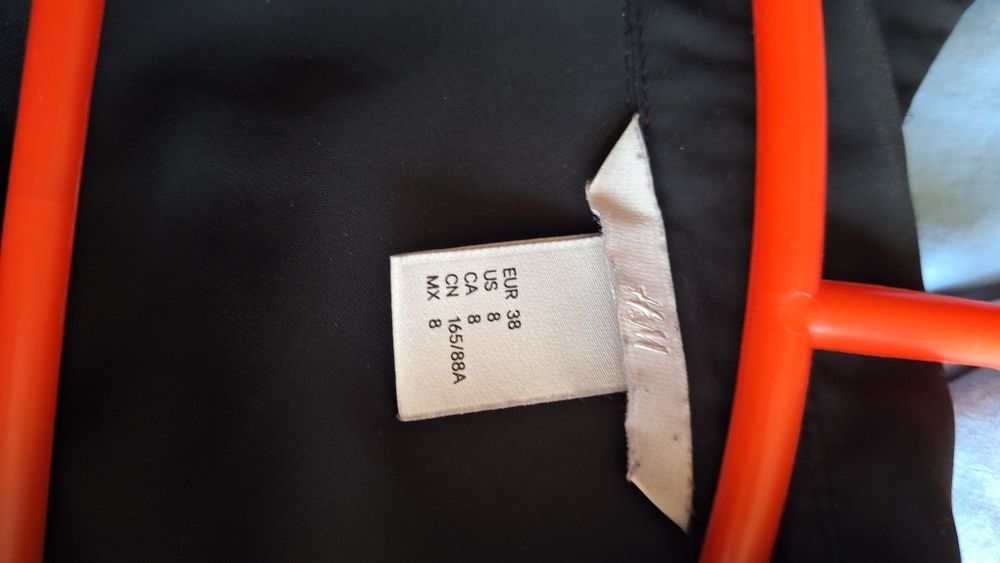 H&M
EUR 38
US 8
CA 8
CN 165/88A
MX 8